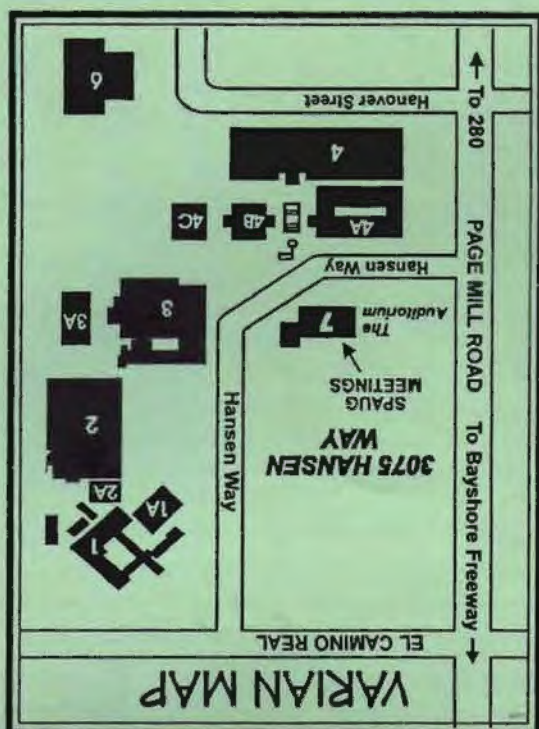 VARIAN MAP
EL CAMINO REAL
1
1A
2A
2
Hansen Way
3075 HANSEN
WAY
SPAUG
MEETINGS
7
The
Auditorium
3
3A
Hansen Way
4A
4B
4C
4
Hanover Street
6
To Bayshore Freeway
PAGE MILL ROAD
To 280